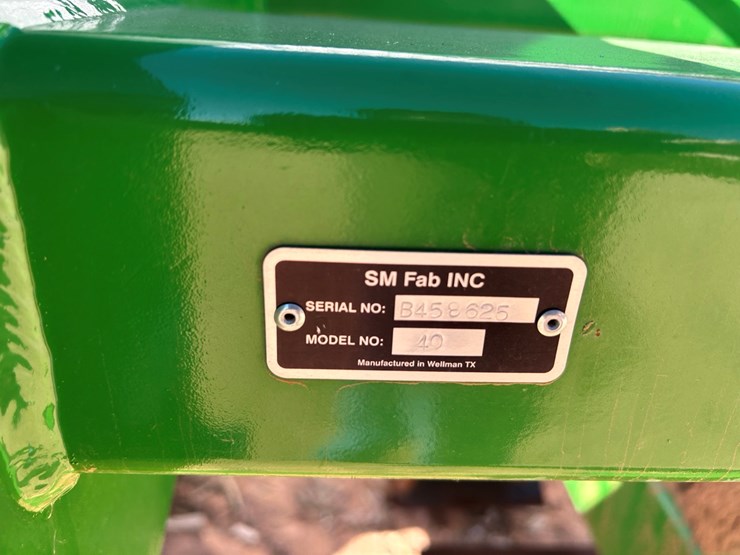 SM Fab INC
SERIAL NO: B458625
MODEL NO: 40
Manufactured in Wellman TX